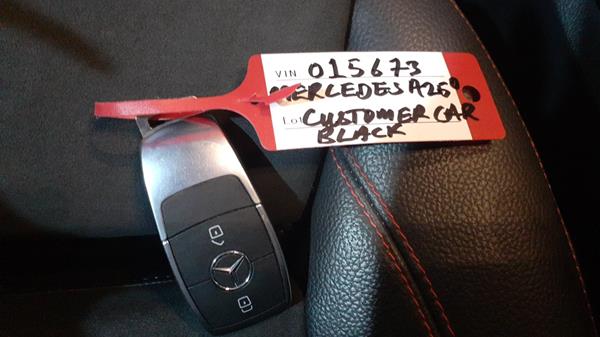 VIN 015673
MERCEDES A250
Lot CUSTOMER CAR
BLACK